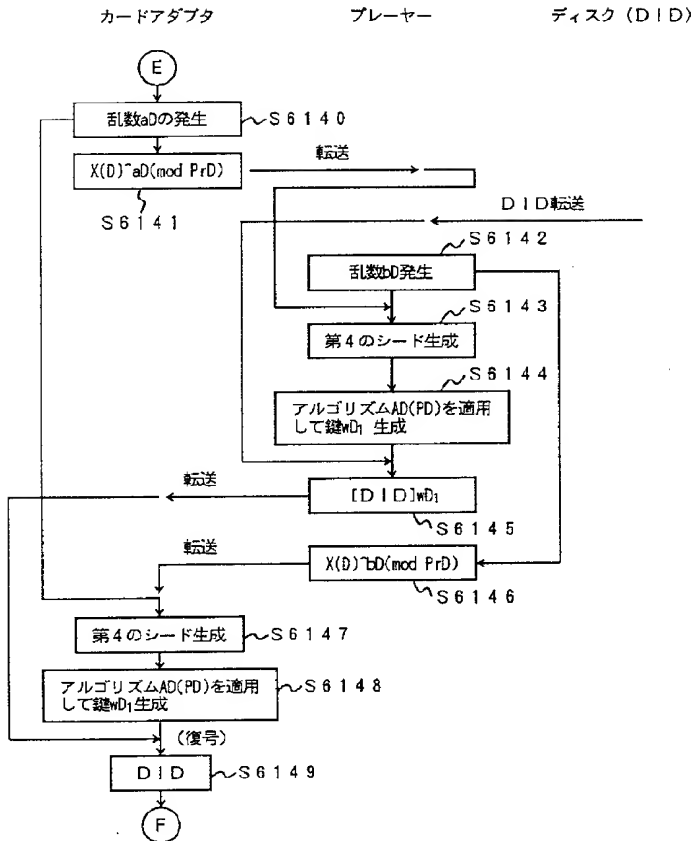 カードアダプタ プレーヤー ディスク(DID)
E
乱数aDの発生 S6140
X(D)^aD(mod PrD) 転送
S6141
DID転送
S6142
乱数bD発生
S6143
第4のシード生成
S6144
アルゴリズムAD(PD)を適用
して鍵wD₁ 生成
転送
[DID]wD₁
S6145
転送
X(D)^bD(mod PrD)
S6146
第4のシード生成 S6147
アルゴリズムAD(PD)を適用
して鍵wD₁生成
S6148
(復号)
DID S6149
F